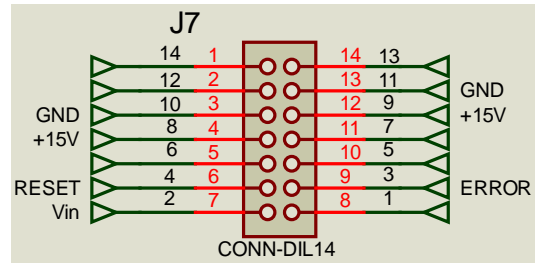 J7
14 1 14 13
12 2 13 11
GND 10 3 12 9 GND
+15V 8 4 11 7 +15V
6 5 10 5
RESET 4 6 9 3 ERROR
Vin 2 7 8 1
CONN-DIL14